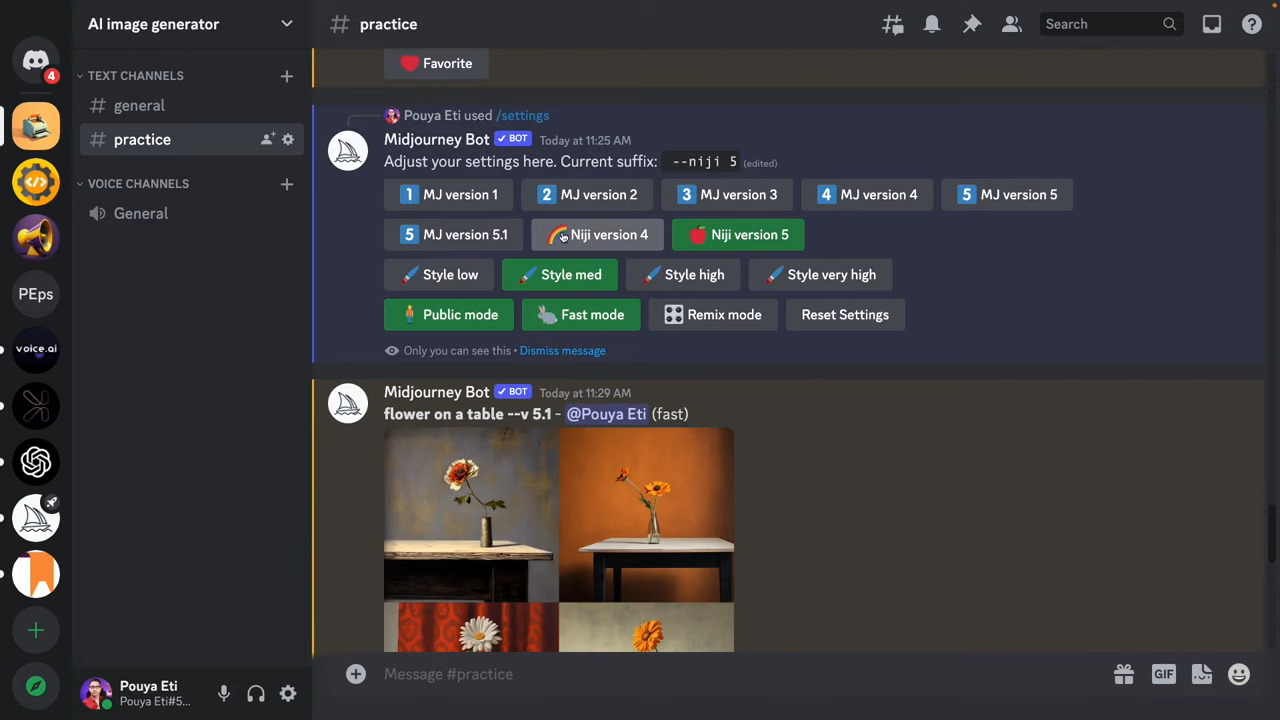 AI image generator
# practice
Search
4
TEXT CHANNELS
# general
# practice
VOICE CHANNELS
General
PEps
voice.ai
Favorite
Pouya Eti used /settings
Midjourney Bot BOT Today at 11:25 AM
Adjust your settings here. Current suffix: --niji 5 (edited)
1 MJ version 1 2 MJ version 2 3 MJ version 3 4 MJ version 4 5 MJ version 5
5 MJ version 5.1 Niji version 4 Niji version 5
Style low Style med Style high Style very high
Public mode Fast mode Remix mode Reset Settings
Only you can see this • Dismiss message
Midjourney Bot BOT Today at 11:29 AM
flower on a table --v 5.1 - @Pouya Eti (fast)
Message #practice
GIF
Pouya Eti
Pouya Eti#5...